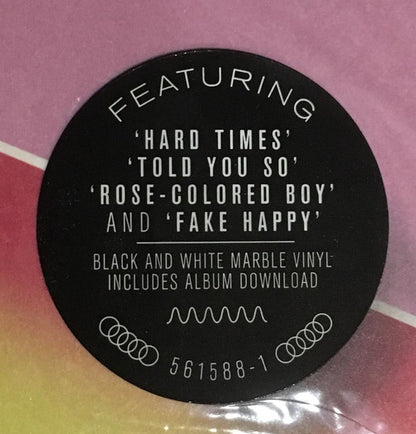 FEATURING
'HARD TIMES'
'TOLD YOU SO'
'ROSE-COLORED BOY'
AND 'FAKE HAPPY'
BLACK AND WHITE MARBLE VINYL
INCLUDES ALBUM DOWNLOAD
561588-1